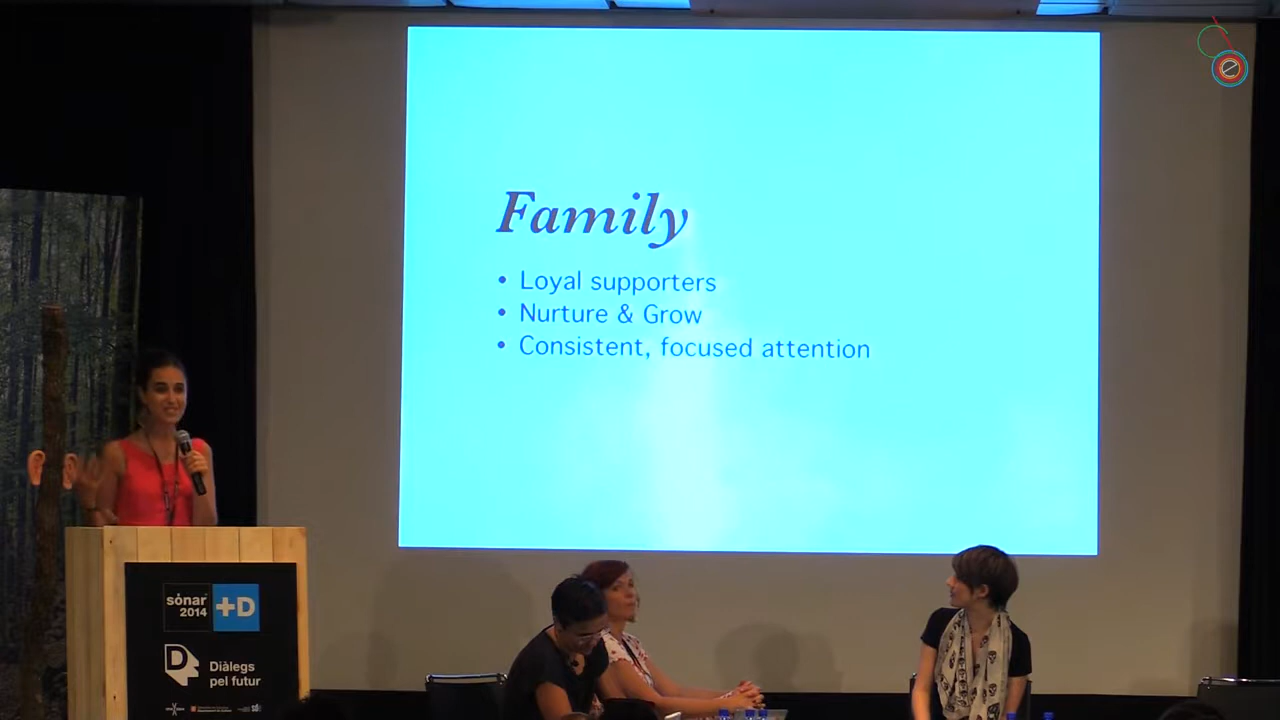 Family
• Loyal supporters
• Nurture & Grow
• Consistent, focused attention
sónar
2014
+D
D
Diàlegs
pel futur